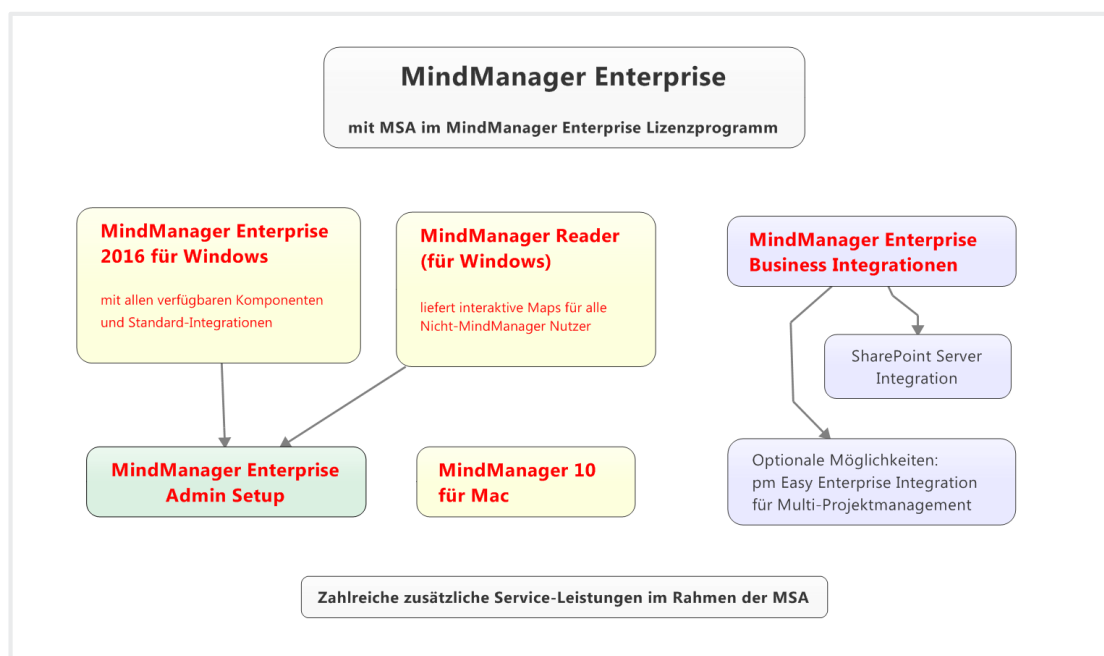 MindManager Enterprise
mit MSA im MindManager Enterprise Lizenzprogramm
MindManager Enterprise
2016 für Windows
mit allen verfügbaren Komponenten
und Standard-Integrationen
MindManager Reader
(für Windows)
liefert interaktive Maps für alle
Nicht-MindManager Nutzer
MindManager Enterprise
Business Integrationen
SharePoint Server
Integration
MindManager Enterprise
Admin Setup
MindManager 10
für Mac
Optionale Möglichkeiten:
pm Easy Enterprise Integration
für Multi-Projektmanagement
Zahlreiche zusätzliche Service-Leistungen im Rahmen der MSA